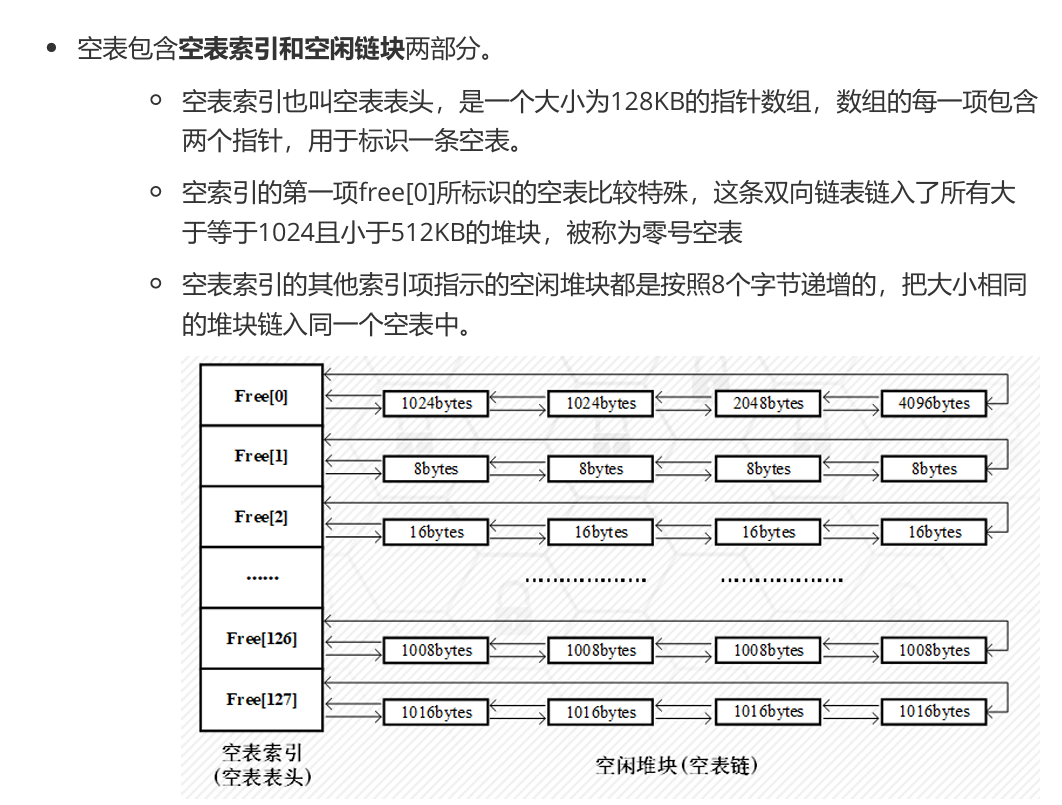 空表包含空表索引和空闲链块两部分。
空表索引也叫空表表头，是一个大小为128KB的指针数组，数组的每一项包含
两个指针，用于标识一条空表。
空索引的第一项free[0]所标识的空表比较特殊，这条双向链表链入了所有大
于等于1024且小于512KB的堆块，被称为零号空表
空表索引的其他索引项指示的空闲堆块都是按照8个字节递增的，把大小相同
的堆块链入同一个空表中。
Free[0] 1024bytes 1024bytes 2048bytes 4096bytes
Free[1] 8bytes 8bytes 8bytes 8bytes
Free[2] 16bytes 16bytes 16bytes 16bytes
...... .................. ..................
Free[126] 1008bytes 1008bytes 1008bytes 1008bytes
Free[127] 1016bytes 1016bytes 1016bytes 1016bytes
空表索引
(空表表头)
空闲堆块(空表链)